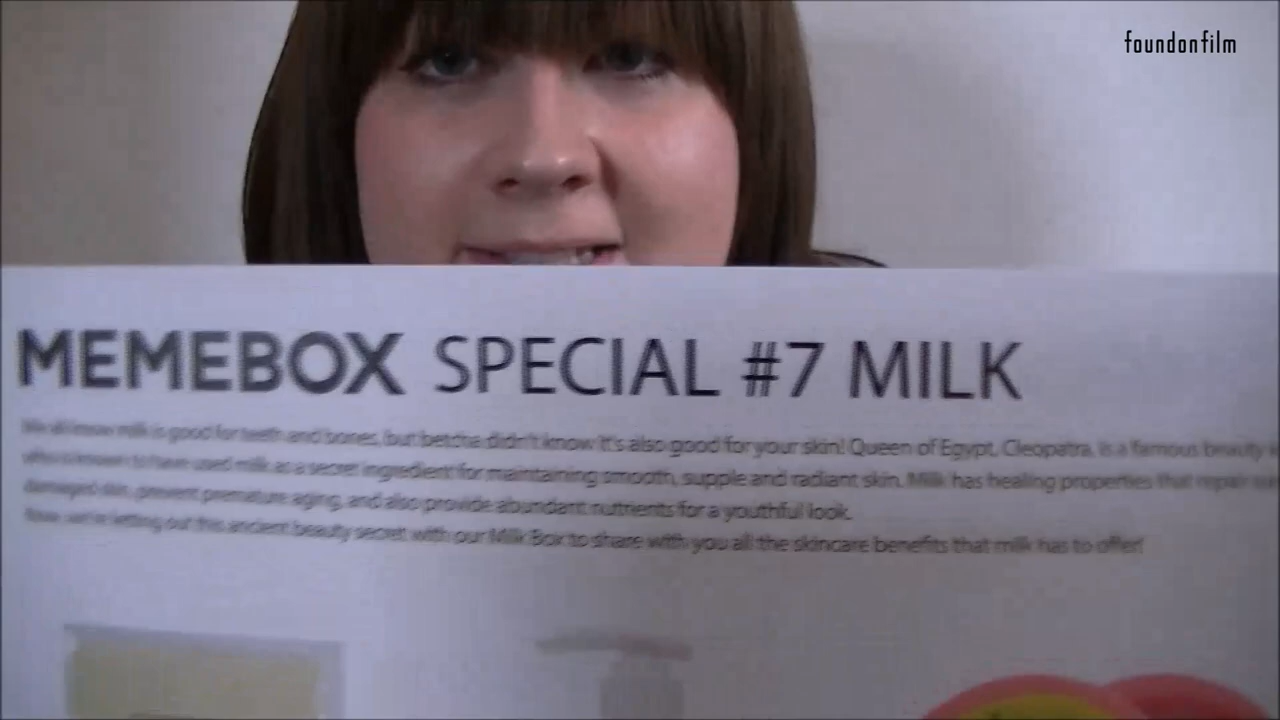 foundonfilm
MEMEBOX SPECIAL #7 MILK
We all know milk is good for teeth and bones, but betcha didn't know it's also good for your skin! Queen of Egypt, Cleopatra, is a famous beauty
who is known to have used milk as a secret ingredient for maintaining smooth, supple and radiant skin. Milk has healing properties that repair
damaged skin, prevent premature aging, and also provide abundant nutrients for a youthful look.
Now we're letting out this ancient beauty secret with our Milk Box to share with you all the skincare benefits that milk has to offer!